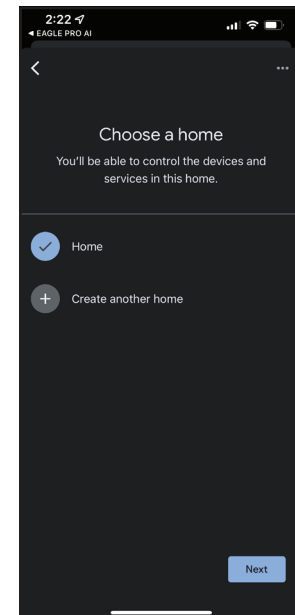 2:22
◄ EAGLE PRO AI
Choose a home
You'll be able to control the devices and
services in this home.
Home
Create another home
Next